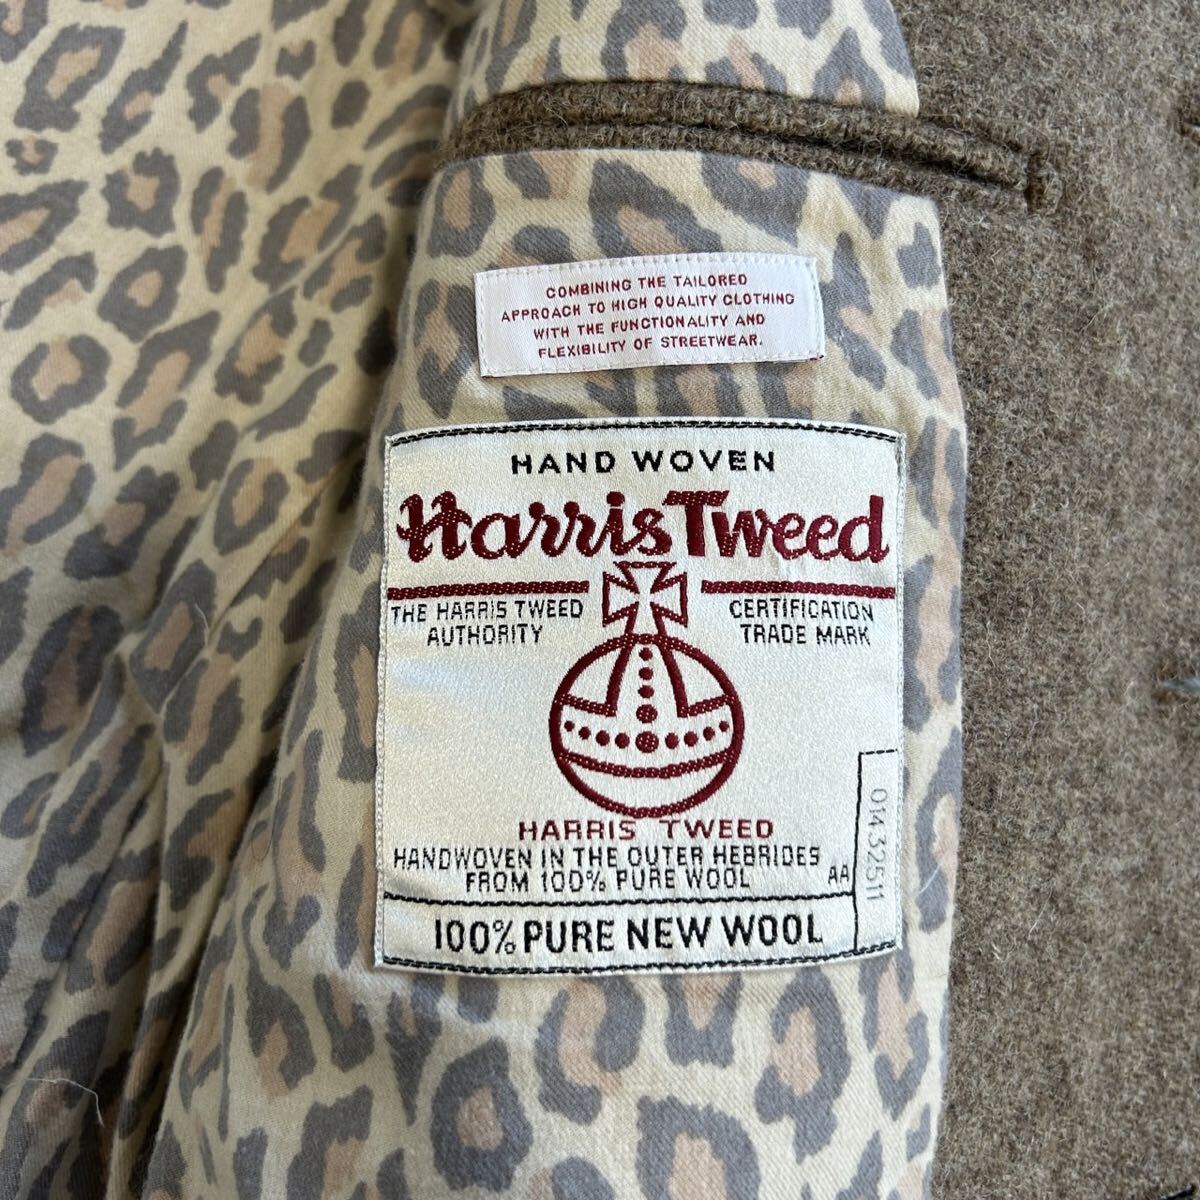 COMBINING THE TAILORED
APPROACH TO HIGH QUALITY CLOTHING
WITH THE FUNCTIONALITY AND
FLEXIBILITY OF STREETWEAR.
HAND WOVEN
Harris Tweed
THE HARRIS TWEED
AUTHORITY
CERTIFICATION
TRADE MARK
HARRIS TWEED
HANDWOVEN IN THE OUTER HEBRIDES
FROM 100% PURE WOOL
AA
01432511
100% PURE NEW WOOL